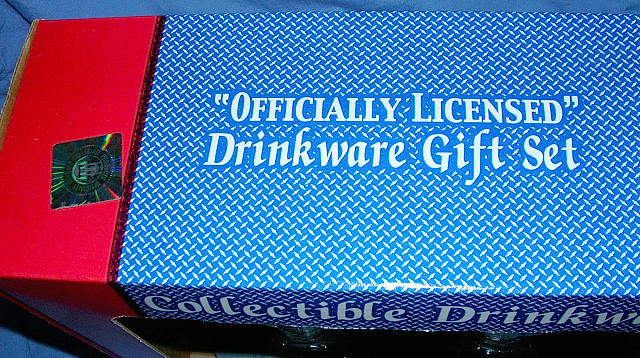 "OFFICIALLY LICENSED"
Drinkware Gift Set
Collectible